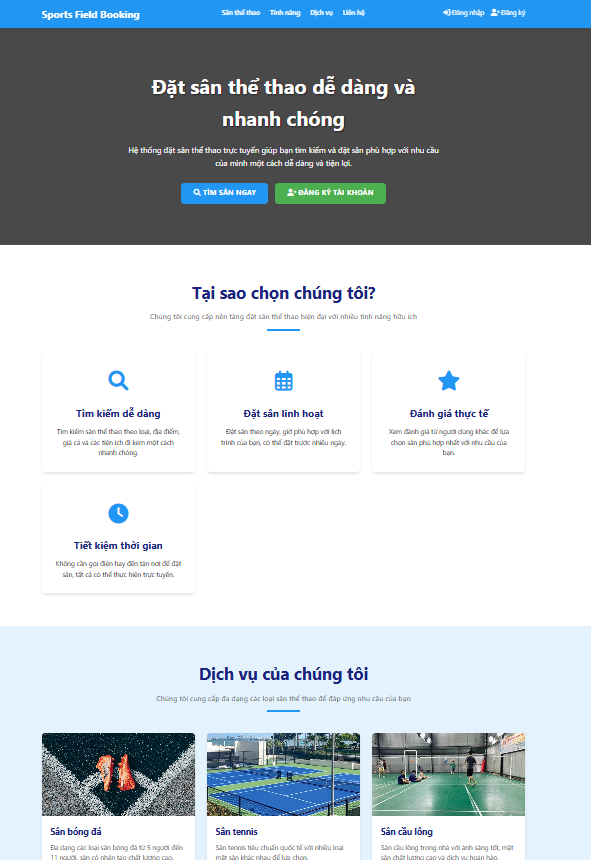 Sports Field Booking
Sân thể thao Tính năng Dịch vụ Liên hệ
Đăng nhập Đăng ký
Đặt sân thể thao dễ dàng và
nhanh chóng
Hệ thống đặt sân thể thao trực tuyến giúp bạn tìm kiếm và đặt sân phù hợp với nhu cầu
của mình một cách dễ dàng và tiện lợi.
TÌM SÂN NGAY
ĐĂNG KÝ TÀI KHOẢN
Tại sao chọn chúng tôi?
Chúng tôi cung cấp nền tảng đặt sân thể thao hiện đại với nhiều tính năng hữu ích
Tìm kiếm dễ dàng
Tìm kiếm sân thể thao theo loại, địa điểm,
giá cả và các tiện ích đi kèm một cách
nhanh chóng.
Đặt sân linh hoạt
Đặt sân theo ngày, giờ phù hợp với lịch
trình của bạn, có thể đặt trước nhiều ngày.
Đánh giá thực tế
Xem đánh giá từ người dùng khác để lựa
chọn sân phù hợp nhất với nhu cầu của
bạn.
Tiết kiệm thời gian
Không cần gọi điện hay đến tận nơi để đặt
sân, tất cả có thể thực hiện trực tuyến.
Dịch vụ của chúng tôi
Chúng tôi cung cấp đa dạng các loại sân thể thao để đáp ứng nhu cầu của bạn
Sân bóng đá
Đa dạng các loại sân bóng đá từ 5 người đến
11 người, sân cỏ nhân tạo chất lượng cao.
Sân tennis
Sân tennis tiêu chuẩn quốc tế với nhiều loại
mặt sân khác nhau để lựa chọn.
Sân cầu lông
Sân cầu lông trong nhà với ánh sáng tốt, mặt
sân chất lượng cao và dịch vụ hoàn hảo.